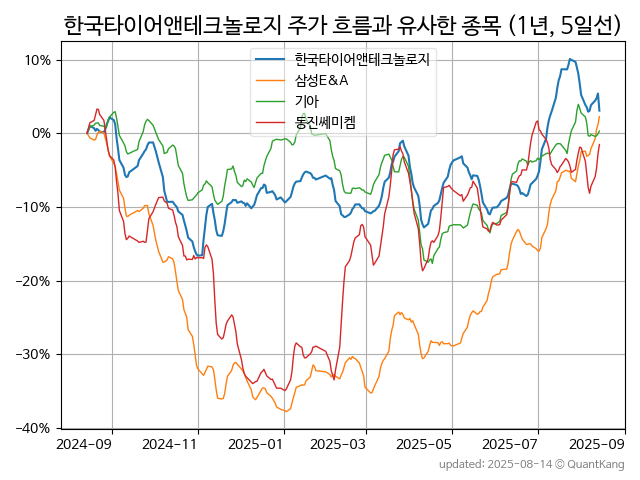 한국타이어앤테크놀로지 주가 흐름과 유사한 종목 (1년, 5일선)
한국타이어앤테크놀로지
삼성E&A
기아
동진쎄미켐
10%
0%
−10%
−20%
−30%
−40%
2024-09
2024-11
2025-01
2025-03
2025-05
2025-07
2025-09
updated: 2025-08-14 © QuantKang